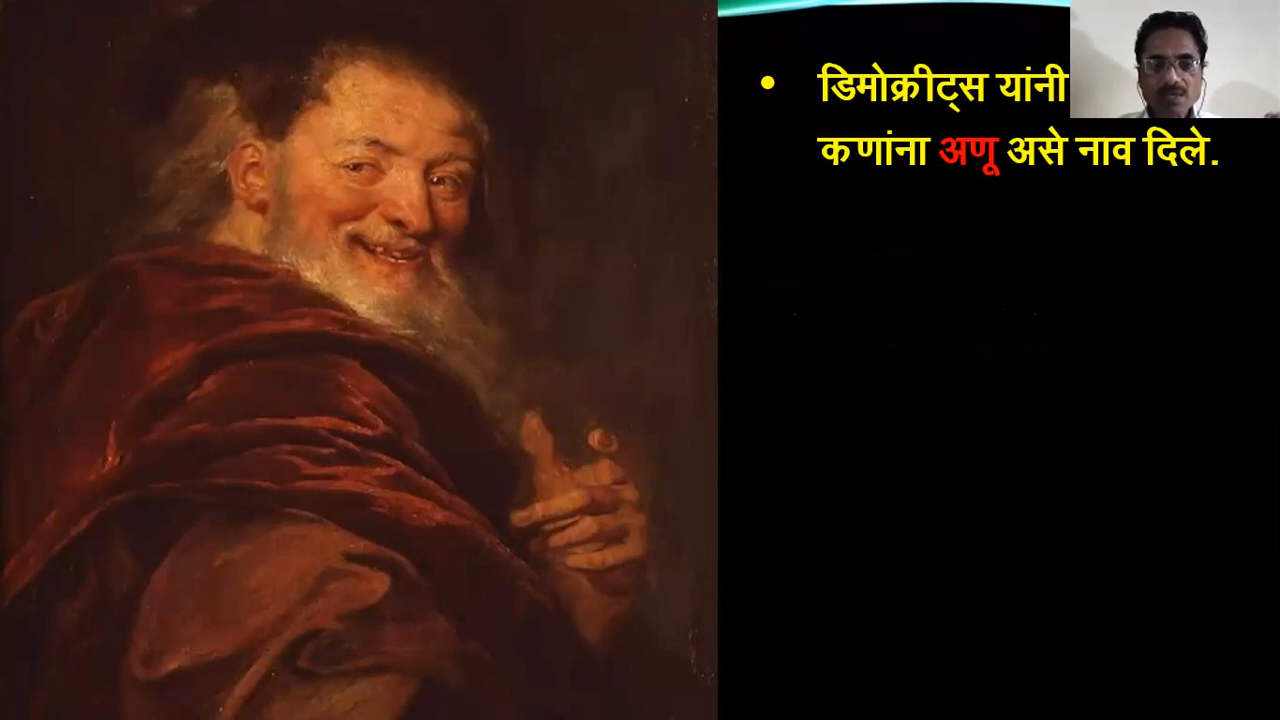 • डिमोक्रीट्स यांनी
कणांना अणू असे नाव दिले.